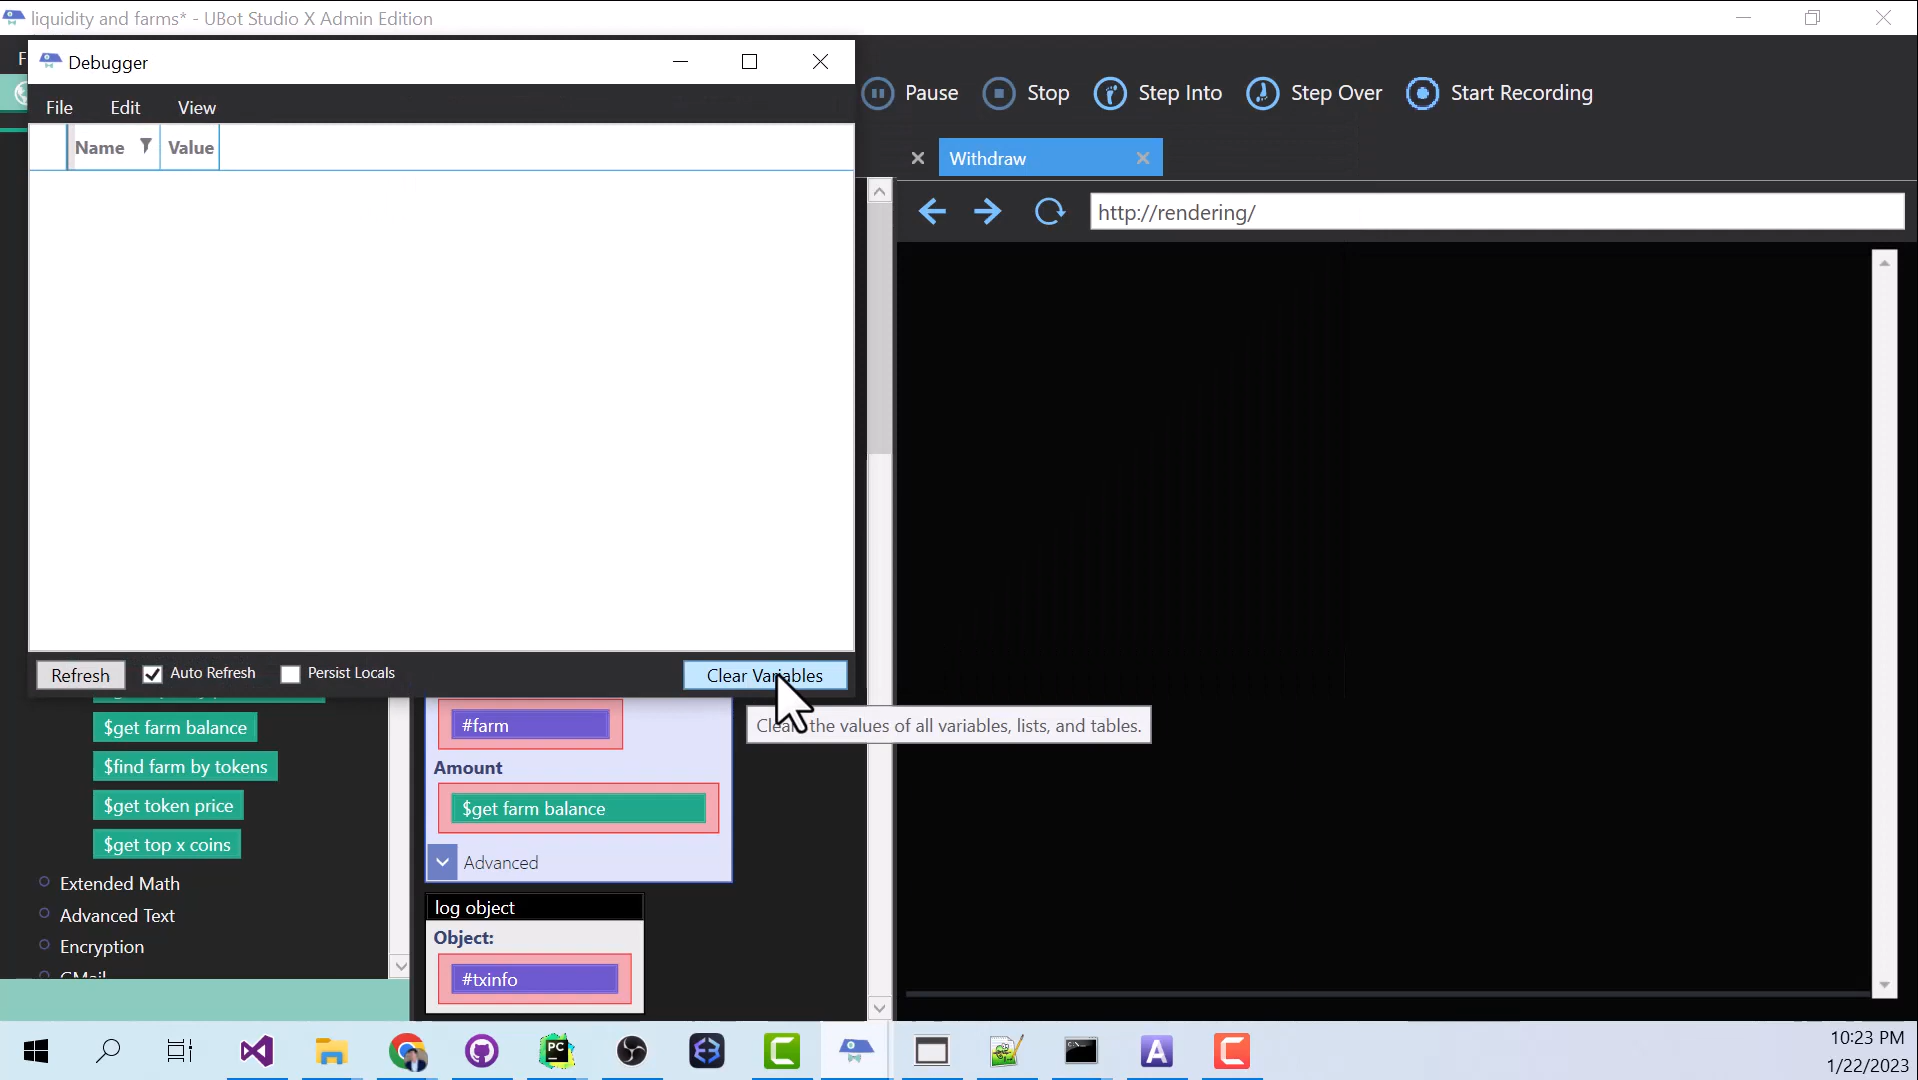 liquidity and farms* - UBot Studio X Admin Edition
F
Debugger
File Edit View
Pause Stop Step Into Step Over Start Recording
Name Value
Withdraw
http://rendering/
Refresh Auto Refresh Persist Locals Clear Variables
Clear the values of all variables, lists, and tables.
$get farm balance
$find farm by tokens
$get token price
$get top x coins
Extended Math
Advanced Text
Encryption
GMail
#farm
Amount
$get farm balance
Advanced
log object
Object:
#txinfo
10:23 PM
1/22/2023